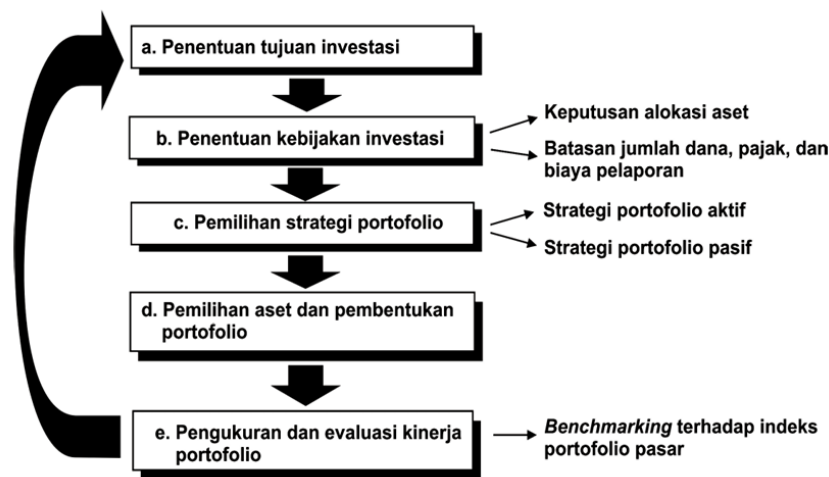 a. Penentuan tujuan investasi
b. Penentuan kebijakan investasi
Keputusan alokasi aset
Batasan jumlah dana, pajak, dan
biaya pelaporan
c. Pemilihan strategi portofolio
Strategi portofolio aktif
Strategi portofolio pasif
d. Pemilihan aset dan pembentukan
portofolio
e. Pengukuran dan evaluasi kinerja
portofolio
Benchmarking terhadap indeks
portofolio pasar